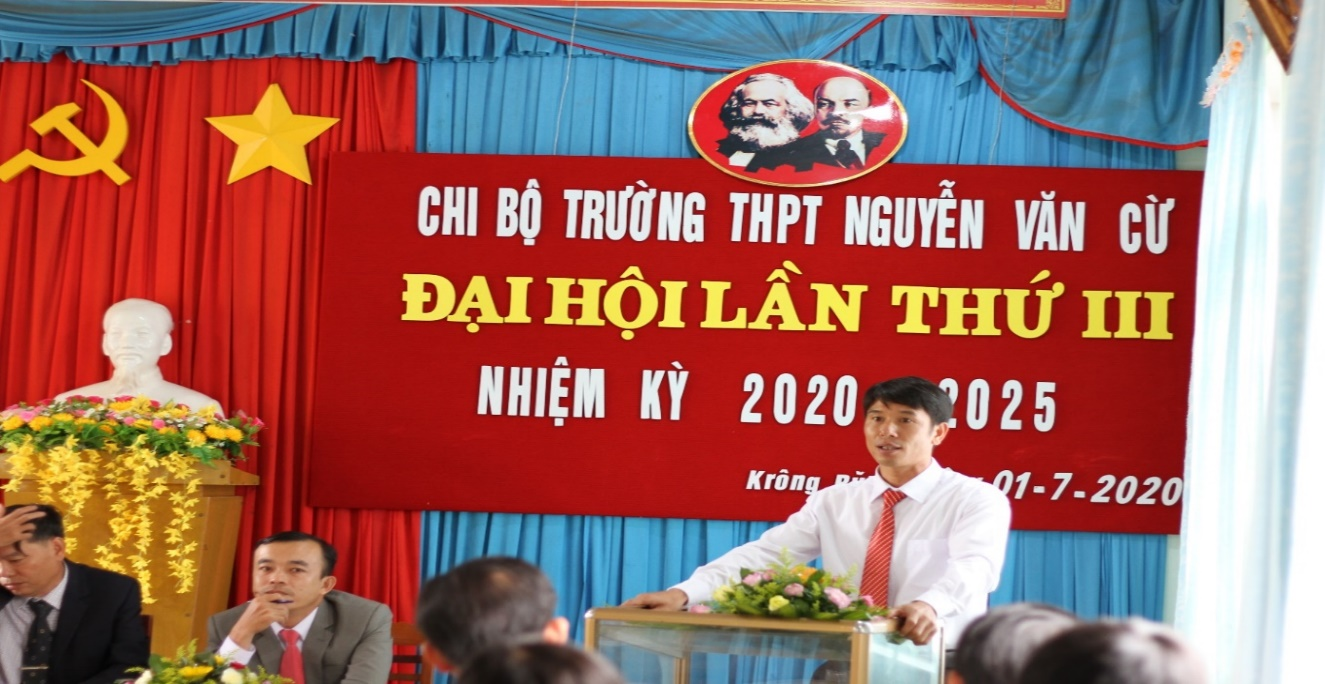 CHI BỘ TRƯỜNG THPT NGUYỄN VĂN CỪ
ĐẠI HỘI LẦN THỨ III
NHIỆM KỲ 2020 2025
Krông 01-7-2020